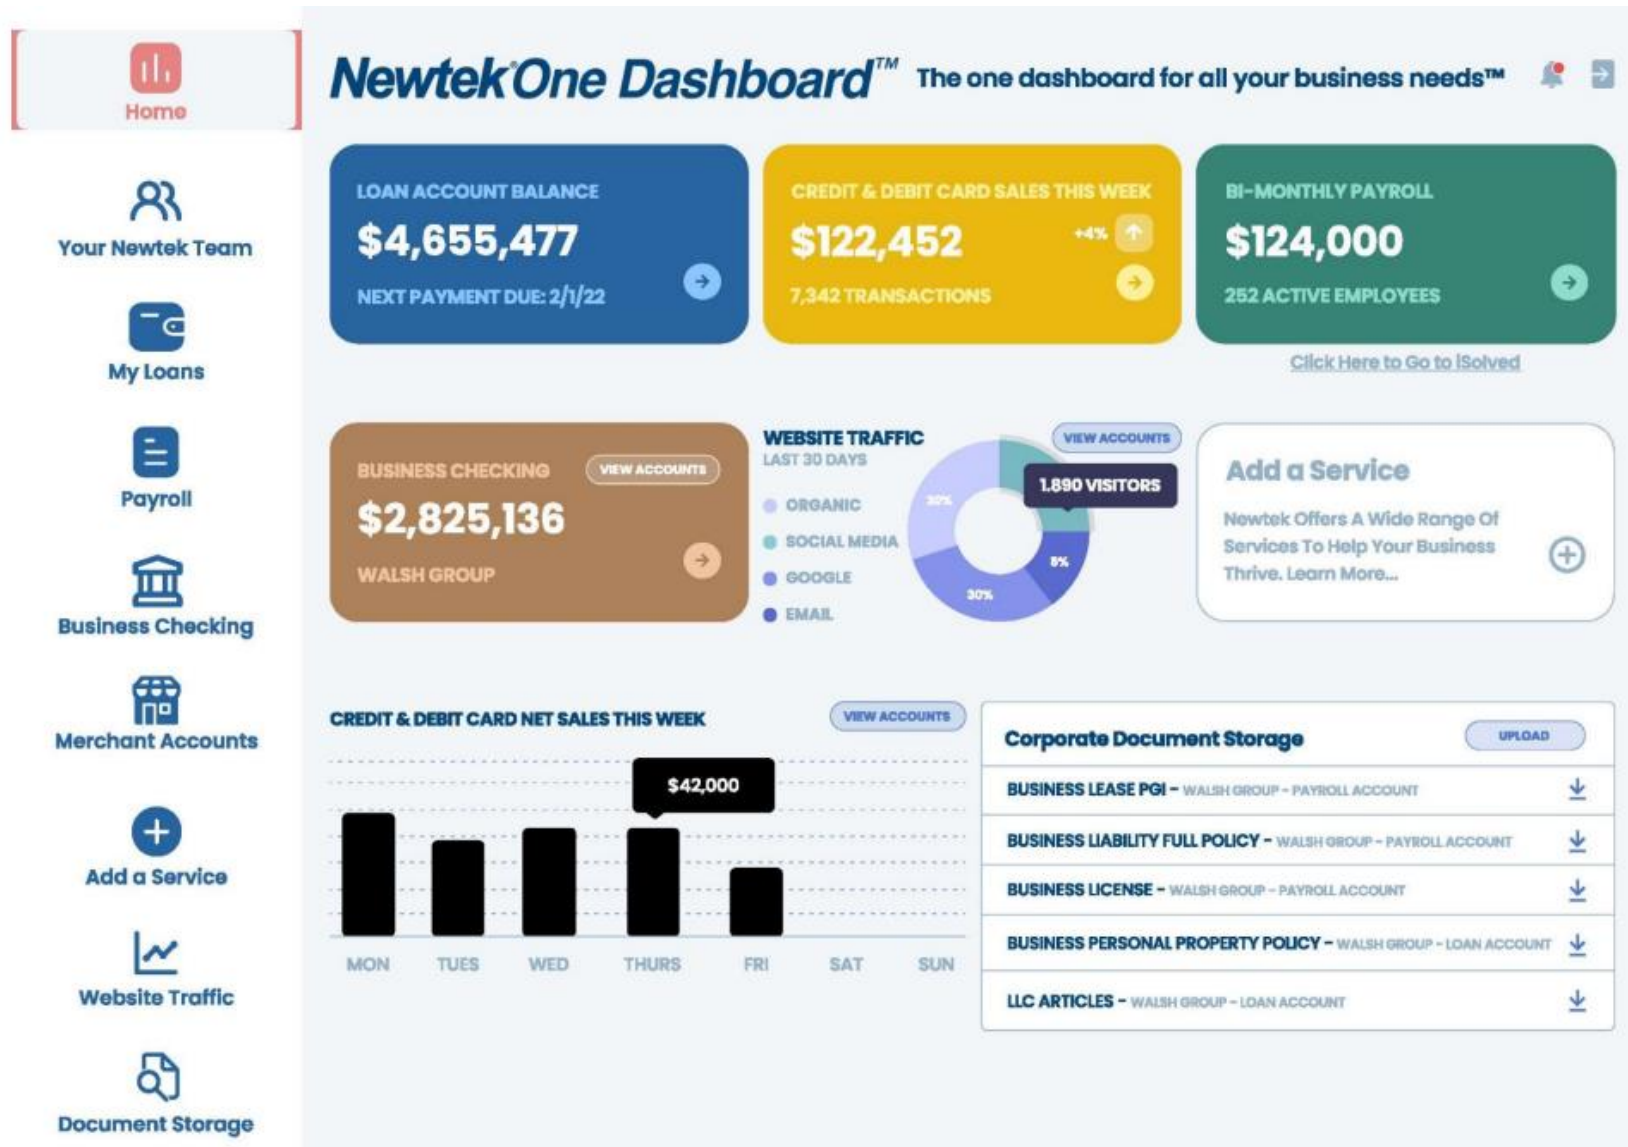 Home
Your Newtek Team
My Loans
Payroll
Business Checking
Merchant Accounts
Add a Service
Website Traffic
Document Storage
Newtek®One Dashboard™ The one dashboard for all your business needs™
LOAN ACCOUNT BALANCE
$4,655,477
NEXT PAYMENT DUE: 2/1/22
CREDIT & DEBIT CARD SALES THIS WEEK
$122,452
+4%
7,342 TRANSACTIONS
BI-MONTHLY PAYROLL
$124,000
252 ACTIVE EMPLOYEES
Click Here to Go to iSolved
BUSINESS CHECKING
VIEW ACCOUNTS
$2,825,136
WALSH GROUP
WEBSITE TRAFFIC
LAST 30 DAYS
VIEW ACCOUNTS
ORGANIC
SOCIAL MEDIA
GOOGLE
EMAIL
30%
1.890 VISITORS
8%
30%
Add a Service
Newtek Offers A Wide Range Of
Services To Help Your Business
Thrive. Learn More...
CREDIT & DEBIT CARD NET SALES THIS WEEK
VIEW ACCOUNTS
$42,000
MON TUES WED THURS FRI SAT SUN
Corporate Document Storage
UPLOAD
BUSINESS LEASE PGI - WALSH GROUP - PAYROLL ACCOUNT
BUSINESS LIABILITY FULL POLICY - WALSH GROUP - PAYROLL ACCOUNT
BUSINESS LICENSE - WALSH GROUP - PAYROLL ACCOUNT
BUSINESS PERSONAL PROPERTY POLICY - WALSH GROUP - LOAN ACCOUNT
LLC ARTICLES - WALSH GROUP - LOAN ACCOUNT